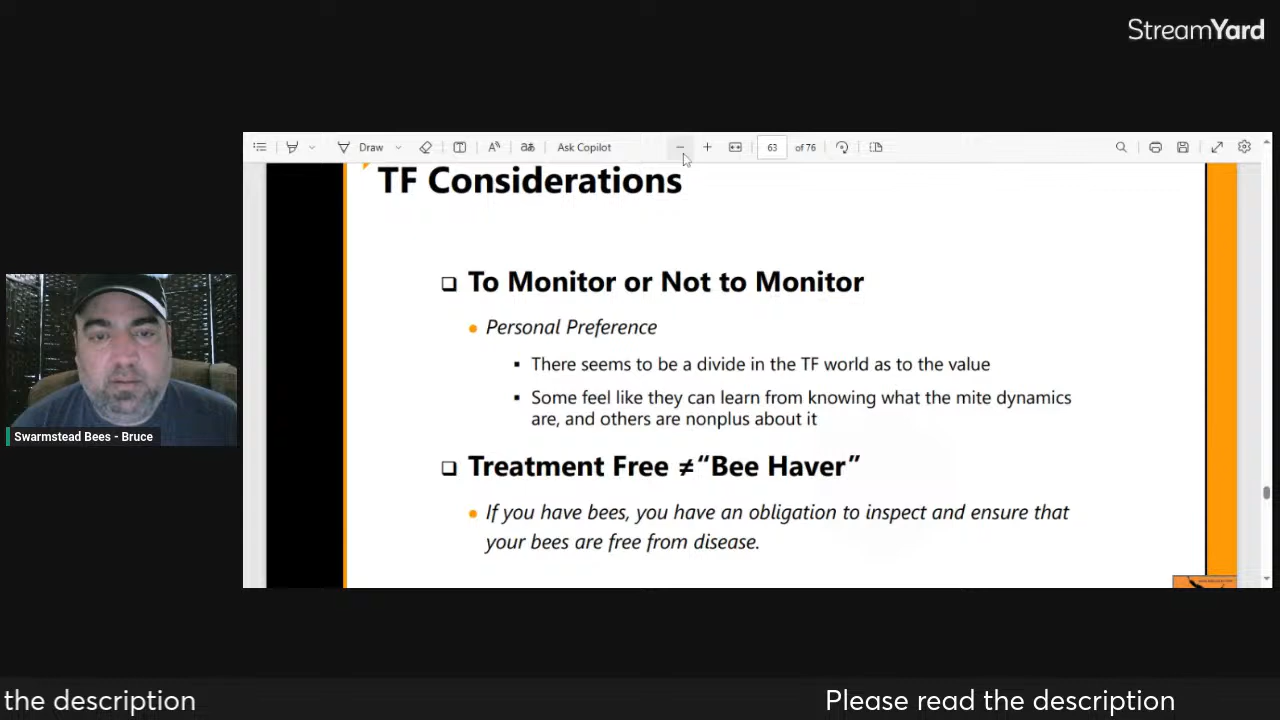 StreamYard
Draw
Ask Copilot
63 of 76
TF Considerations
To Monitor or Not to Monitor
Personal Preference
There seems to be a divide in the TF world as to the value
Some feel like they can learn from knowing what the mite dynamics
are, and others are nonplus about it
Treatment Free ≠ “Bee Haver”
If you have bees, you have an obligation to inspect and ensure that
your bees are free from disease.
Swarmstead Bees - Bruce
the description
Please read the description